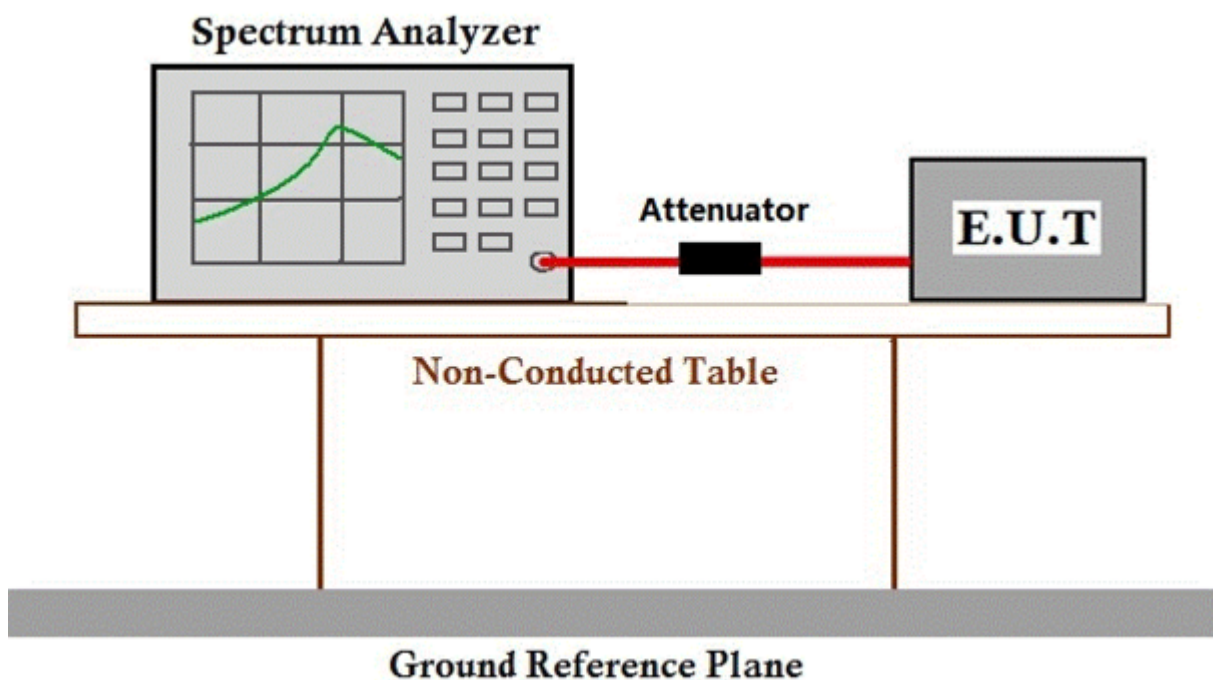 Spectrum Analyzer
Attenuator
E.U.T
Non-Conducted Table
Ground Reference Plane